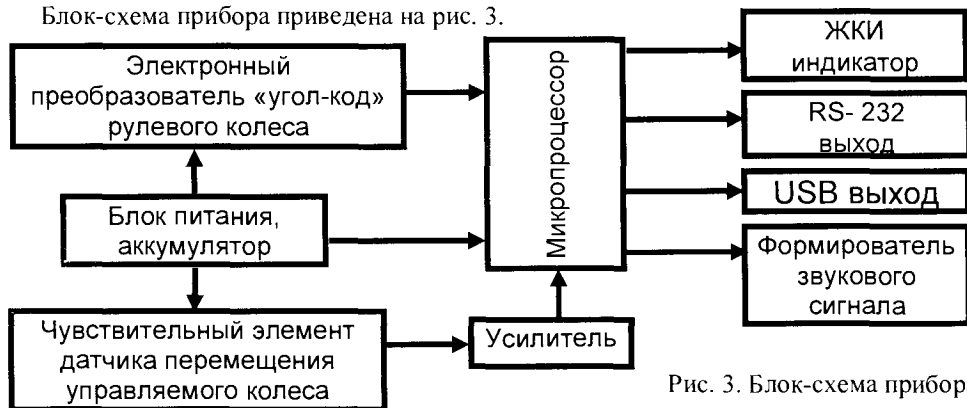 Блок-схема прибора приведена на рис. 3.
Электронный
преобразователь «угол-код»
рулевого колеса
Блок питания,
аккумулятор
Чувствительный элемент
датчика перемещения
управляемого колеса
Усилитель
Микропроцессор
ЖКИ
индикатор
RS- 232
выход
USB выход
Формирователь
звукового
сигнала
Рис. 3. Блок-схема прибор